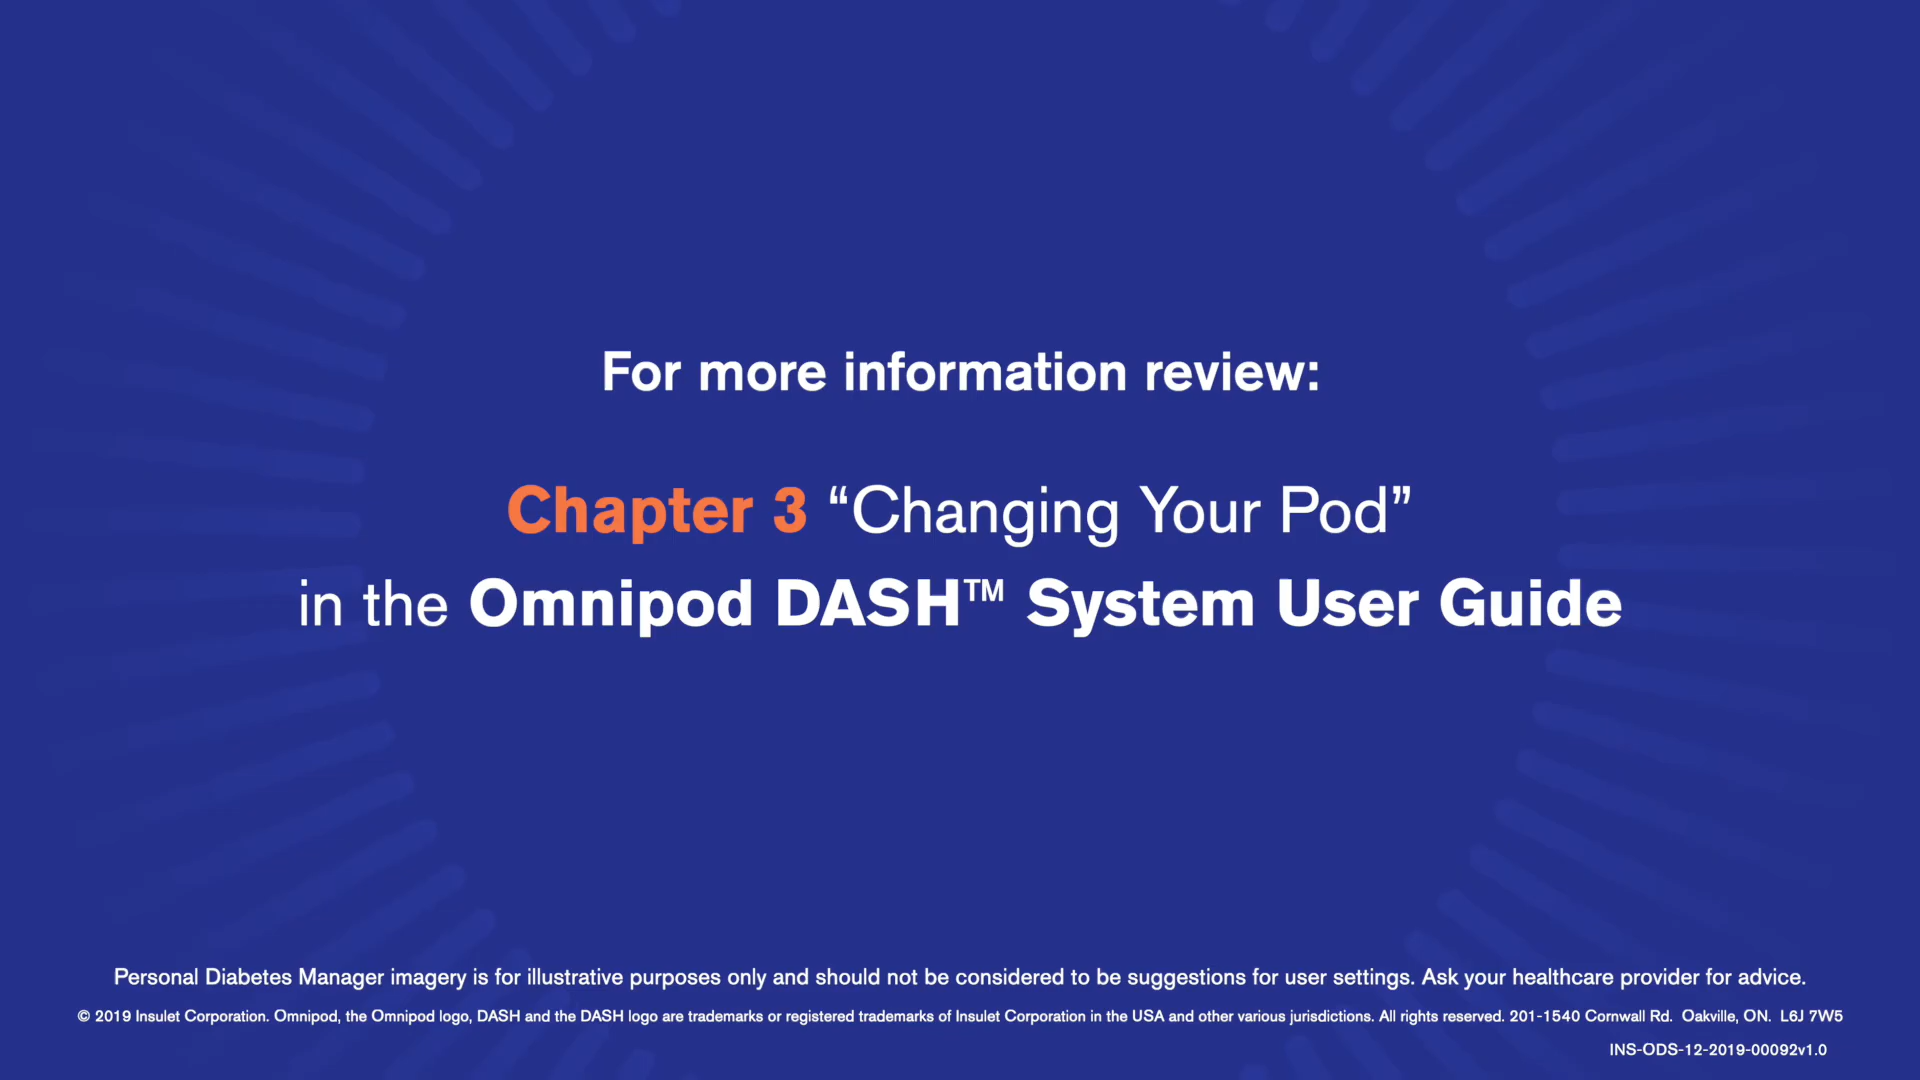 For more information review:
Chapter 3 “Changing Your Pod”
in the Omnipod DASH™ System User Guide
Personal Diabetes Manager imagery is for illustrative purposes only and should not be considered to be suggestions for user settings. Ask your healthcare provider for advice.
© 2019 Insulet Corporation. Omnipod, the Omnipod logo, DASH and the DASH logo are trademarks or registered trademarks of Insulet Corporation in the USA and other various jurisdictions. All rights reserved. 201-1540 Cornwall Rd. Oakville, ON. L6J 7W5
INS-ODS-12-2019-00092v1.0